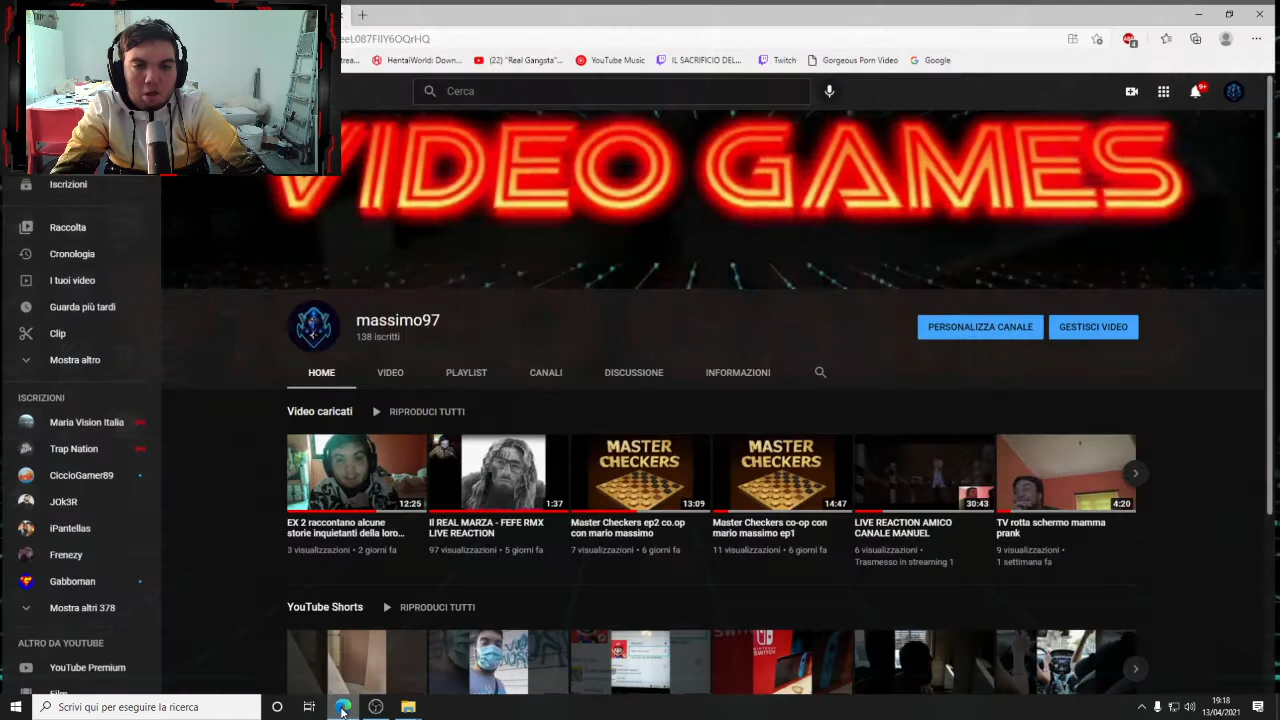 eeL087FIIY6OQrHQ
strea...
HentaiWorld: Down...
(22) "Real Gangsta"...
YouTube Music
IL SACRIFICIO DEL...
Twitch
Gorgeous Porn Video
Google
Cerca
9+
VIDEO GAMES
Iscrizioni
Raccolta
Cronologia
I tuoi video
Guarda più tardi
Clip
Mostra altro
massimo97
138 iscritti
PERSONALIZZA CANALE
GESTISCI VIDEO
HOME
VIDEO
PLAYLIST
CANALI
DISCUSSIONE
INFORMAZIONI
ISCRIZIONI
Maria Vision Italia
Trap Nation
CiccioGamer89
J0k3R
iPantellas
Frenezy
Gabboman
Mostra altri 378
ALTRO DA YOUTUBE
YouTube Premium
Film
Video caricati
RIPRODUCI TUTTI
12:25
EX 2 raccontano alcune
storie inquietanti della loro...
3 visualizzazioni • 2 giorni fa
1:37
Il REAL MARZA - FEFE RMX
LIVE REACTION
97 visualizzazioni • 5 giorni fa
MASTER
CHECKERS
13:09
Master Checkers ep2 co.op
con mario massimo
7 visualizzazioni • 6 giorni fa
MASTER
CHECKERS
14:47
Master Checkers co-op con
mario massimo ep1
11 visualizzazioni • 6 giorni fa
30:43
LIVE REACTION AMICO
CANALE MANUEL
6 visualizzazioni •
Trasmesso in streaming 1
4:20
TV rotta schermo mamma
prank
9 visualizzazioni •
1 settimana fa
YouTube Shorts
RIPRODUCI TUTTI
Scrivi qui per eseguire la ricerca
19:18
13/04/2021